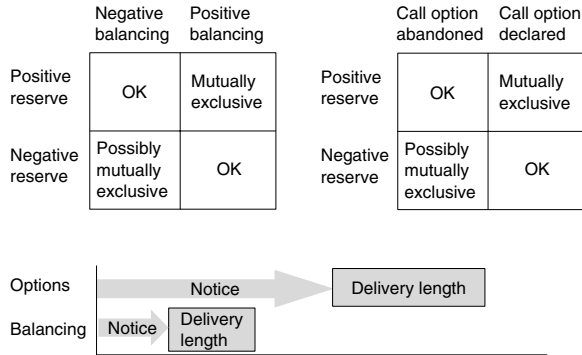 Negative balancing
Positive balancing
Positive reserve
OK
Mutually exclusive
Negative reserve
Possibly mutually exclusive
OK
Call option abandoned
Call option declared
Positive reserve
OK
Mutually exclusive
Negative reserve
Possibly mutually exclusive
OK
Options
Notice
Delivery length
Balancing
Notice
Delivery length